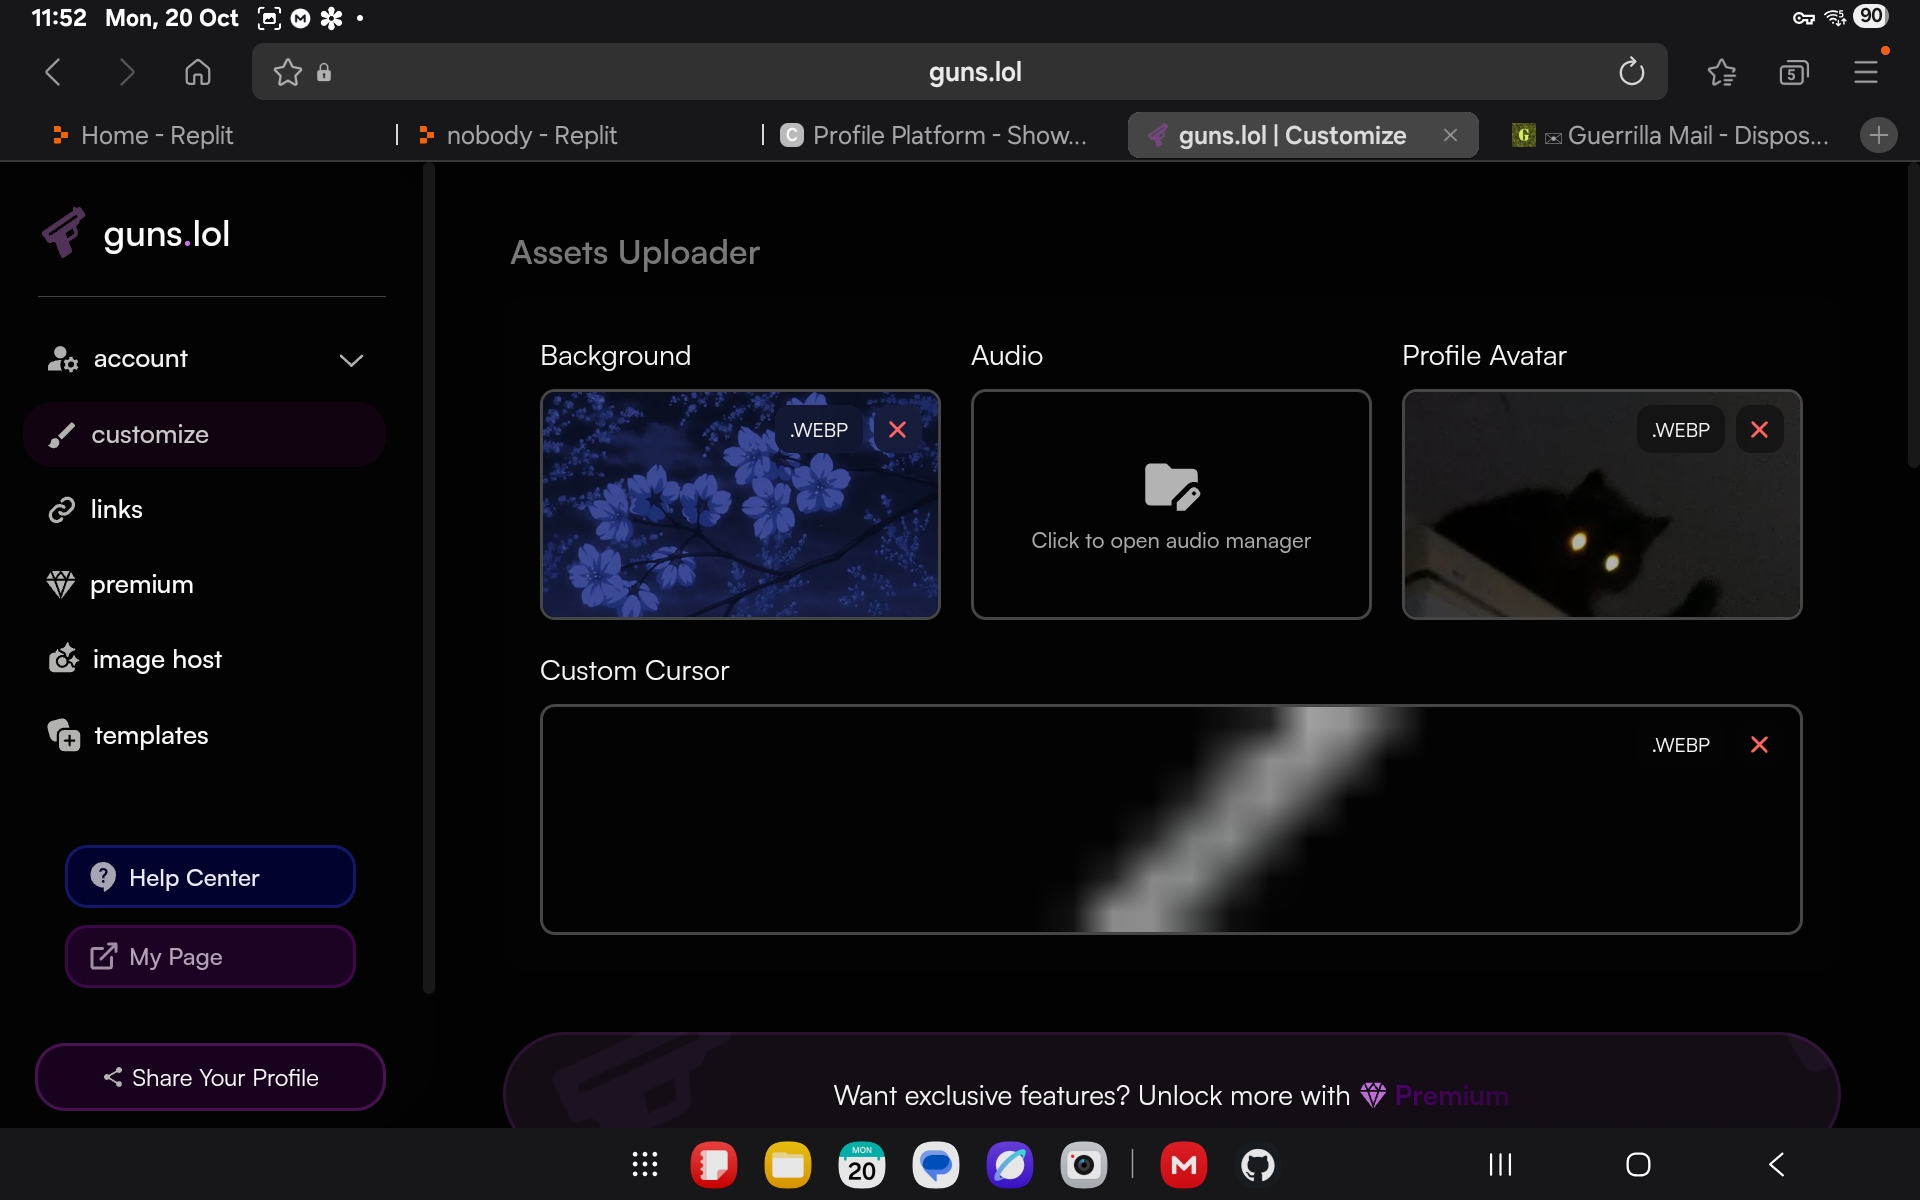 11:52 Mon, 20 Oct
90
guns.lol
5
Home - Replit
nobody - Replit
C Profile Platform - Show...
guns.lol | Customize
G Guerrilla Mail - Dispos...
guns.lol
account
customize
links
premium
image host
templates
Help Center
My Page
Share Your Profile
Assets Uploader
Background
.WEBP
Audio
Click to open audio manager
Profile Avatar
.WEBP
Custom Cursor
.WEBP
Want exclusive features? Unlock more with Premium
MON
20